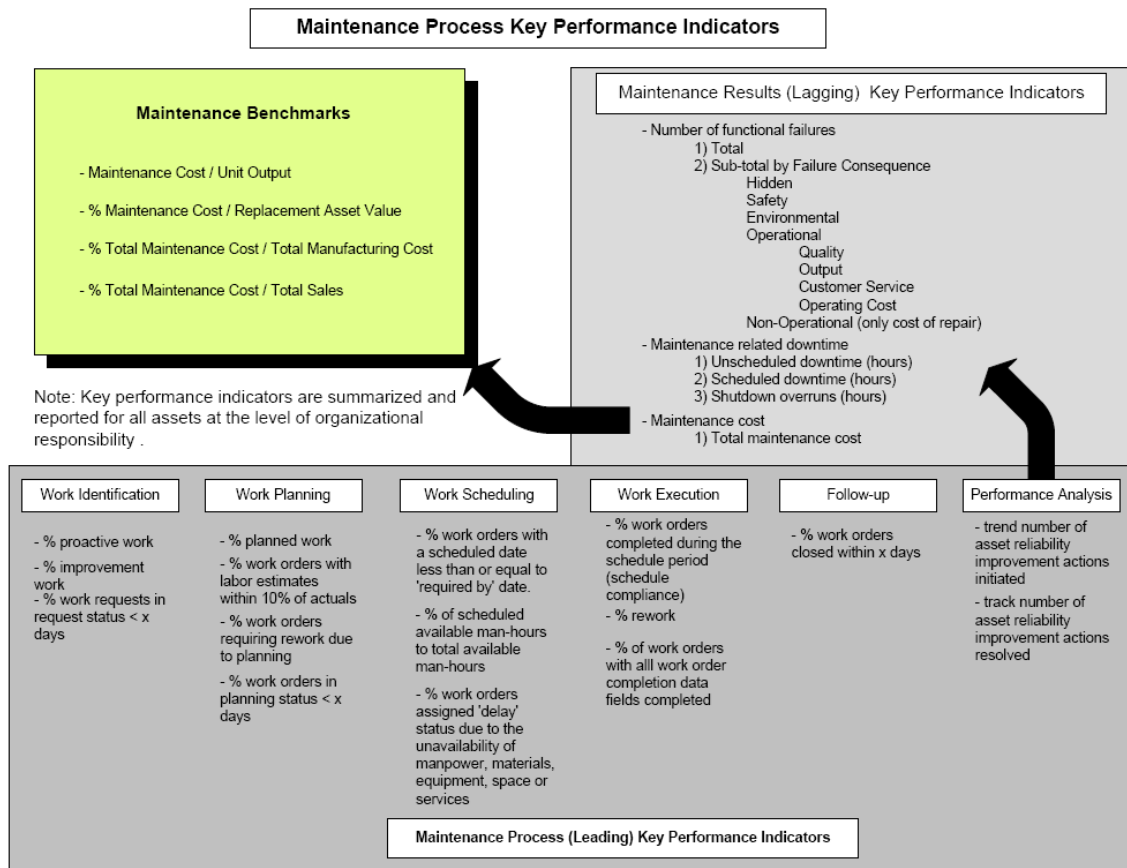 Maintenance Process Key Performance Indicators
Maintenance Benchmarks
- Maintenance Cost / Unit Output
- % Maintenance Cost / Replacement Asset Value
- % Total Maintenance Cost / Total Manufacturing Cost
- % Total Maintenance Cost / Total Sales
Note: Key performance indicators are summarized and
reported for all assets at the level of organizational
responsibility .
Maintenance Results (Lagging) Key Performance Indicators
- Number of functional failures
1) Total
2) Sub-total by Failure Consequence
Hidden
Safety
Environmental
Operational
Quality
Output
Customer Service
Operating Cost
Non-Operational (only cost of repair)
- Maintenance related downtime
1) Unscheduled downtime (hours)
2) Scheduled downtime (hours)
3) Shutdown overruns (hours)
- Maintenance cost
1) Total maintenance cost
Work Identification
- % proactive work
- % improvement
work
- % work requests in
request status < x
days
Work Planning
- % planned work
- % work orders with
labor estimates
within 10% of actuals
- % work orders
requiring rework due
to planning
- % work orders in
planning status < x
days
Work Scheduling
- % work orders with
a scheduled date
less than or equal to
'required by' date.
- % of scheduled
available man-hours
to total available
man-hours
- % work orders
assigned 'delay'
status due to the
unavailability of
manpower, materials,
equipment, space or
services
Work Execution
- % work orders
completed during the
schedule period
(schedule
compliance)
- % rework
- % of work orders
with alll work order
completion data
fields completed
Follow-up
- % work orders
closed within x days
Performance Analysis
- trend number of
asset reliability
improvement actions
initiated
- track number of
asset reliability
improvement actions
resolved
Maintenance Process (Leading) Key Performance Indicators